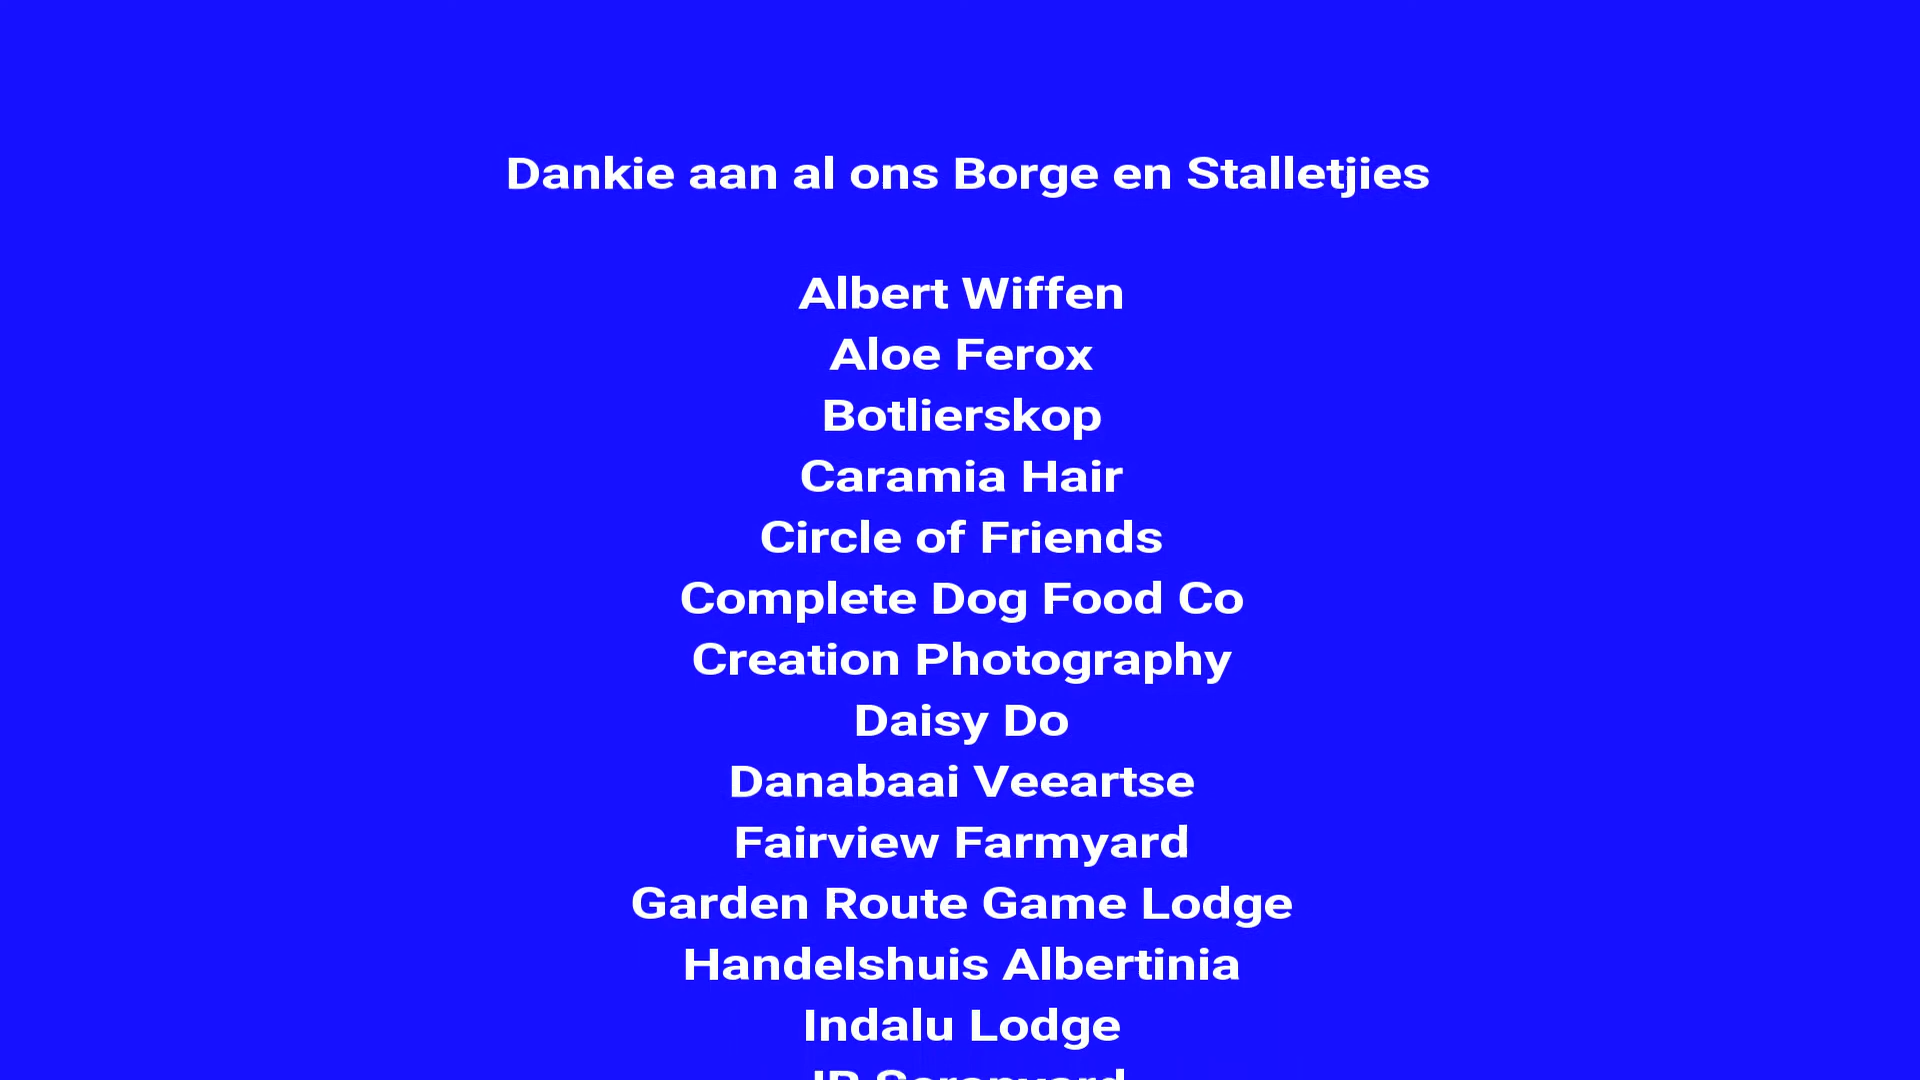 Dankie aan al ons Borge en Stalletjies
Albert Wiffen
Aloe Ferox
Botlierskop
Caramia Hair
Circle of Friends
Complete Dog Food Co
Creation Photography
Daisy Do
Danabaai Veeartse
Fairview Farmyard
Garden Route Game Lodge
Handelshuis Albertinia
Indalu Lodge